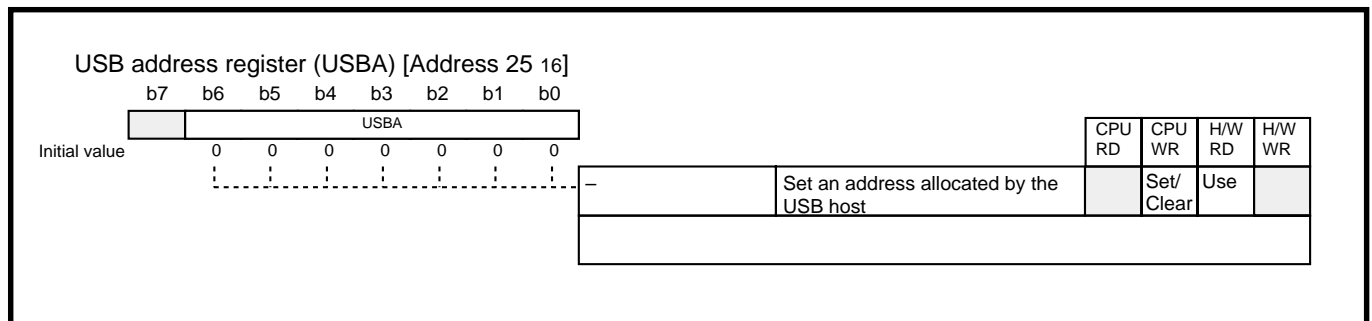 USB address register (USBA) [Address 25 16]
b7 b6 b5 b4 b3 b2 b1 b0
USBA
Initial value 0 0 0 0 0 0 0
CPU RD CPU WR H/W RD H/W WR
– Set an address allocated by the USB host Set/ Clear Use